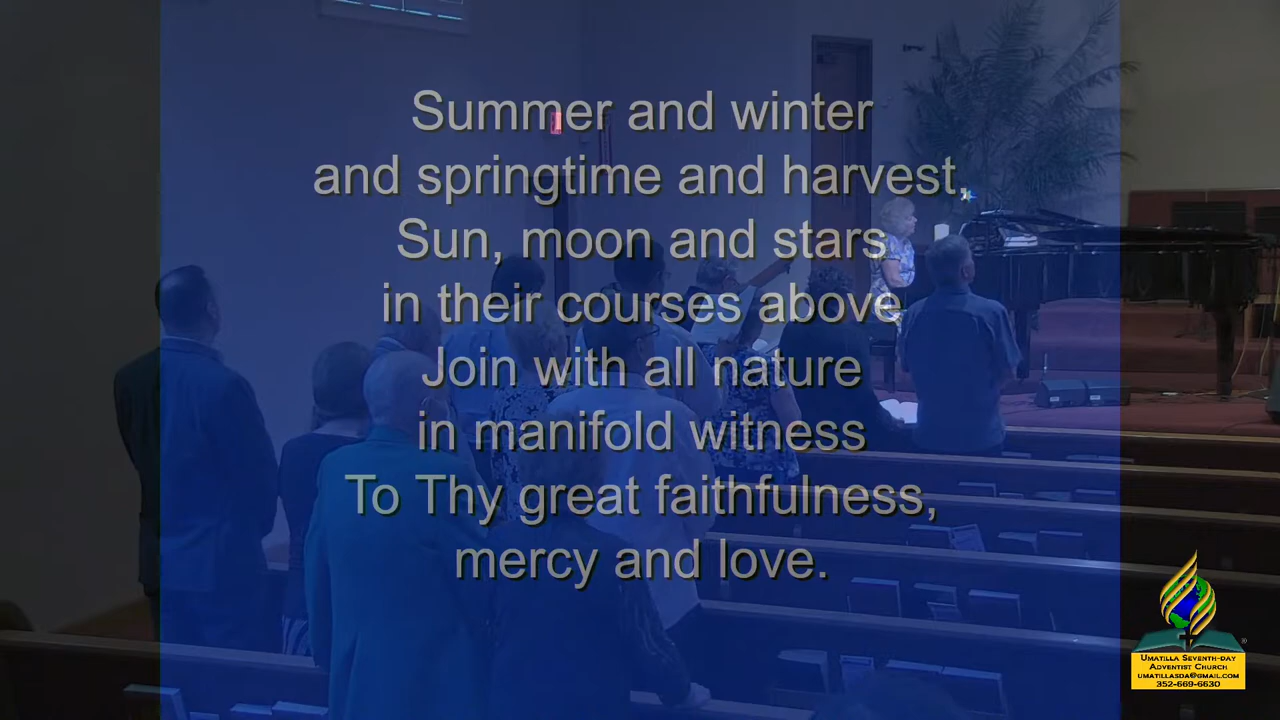 Summer and winter
and springtime and harvest,
Sun, moon and stars
in their courses above
Join with all nature
in manifold witness
To Thy great faithfulness,
mercy and love.
UMATILLA SEVENTH-DAY
ADVENTIST CHURCH
UMATILLASDA@GMAIL.COM
352-669-6630